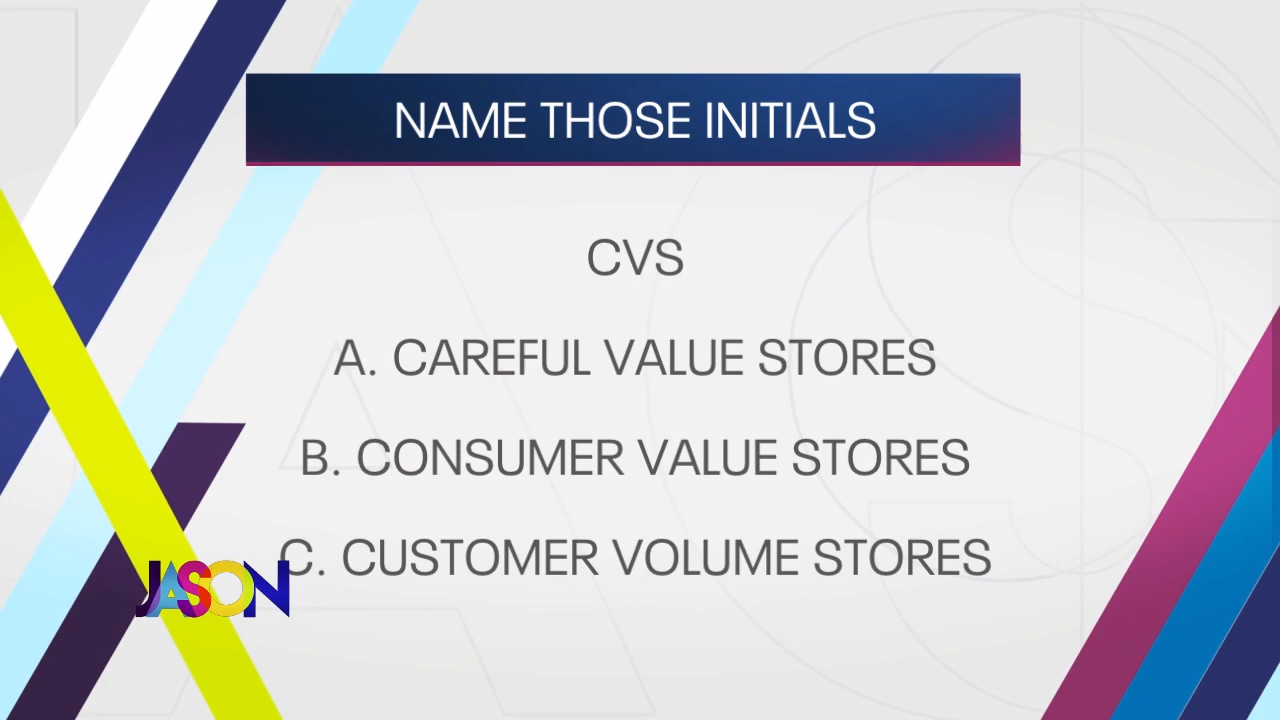 NAME THOSE INITIALS
CVS
A. CAREFUL VALUE STORES
B. CONSUMER VALUE STORES
C. CUSTOMER VOLUME STORES
JASON